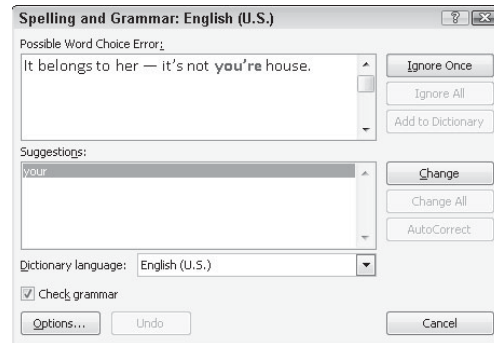 Spelling and Grammar: English (U.S.)
Possible Word Choice Error:
It belongs to her — it's not you're house.
Ignore Once
Ignore All
Add to Dictionary
Suggestions:
your
Change
Change All
AutoCorrect
Dictionary language: English (U.S.)
Check grammar
Options... Undo Cancel